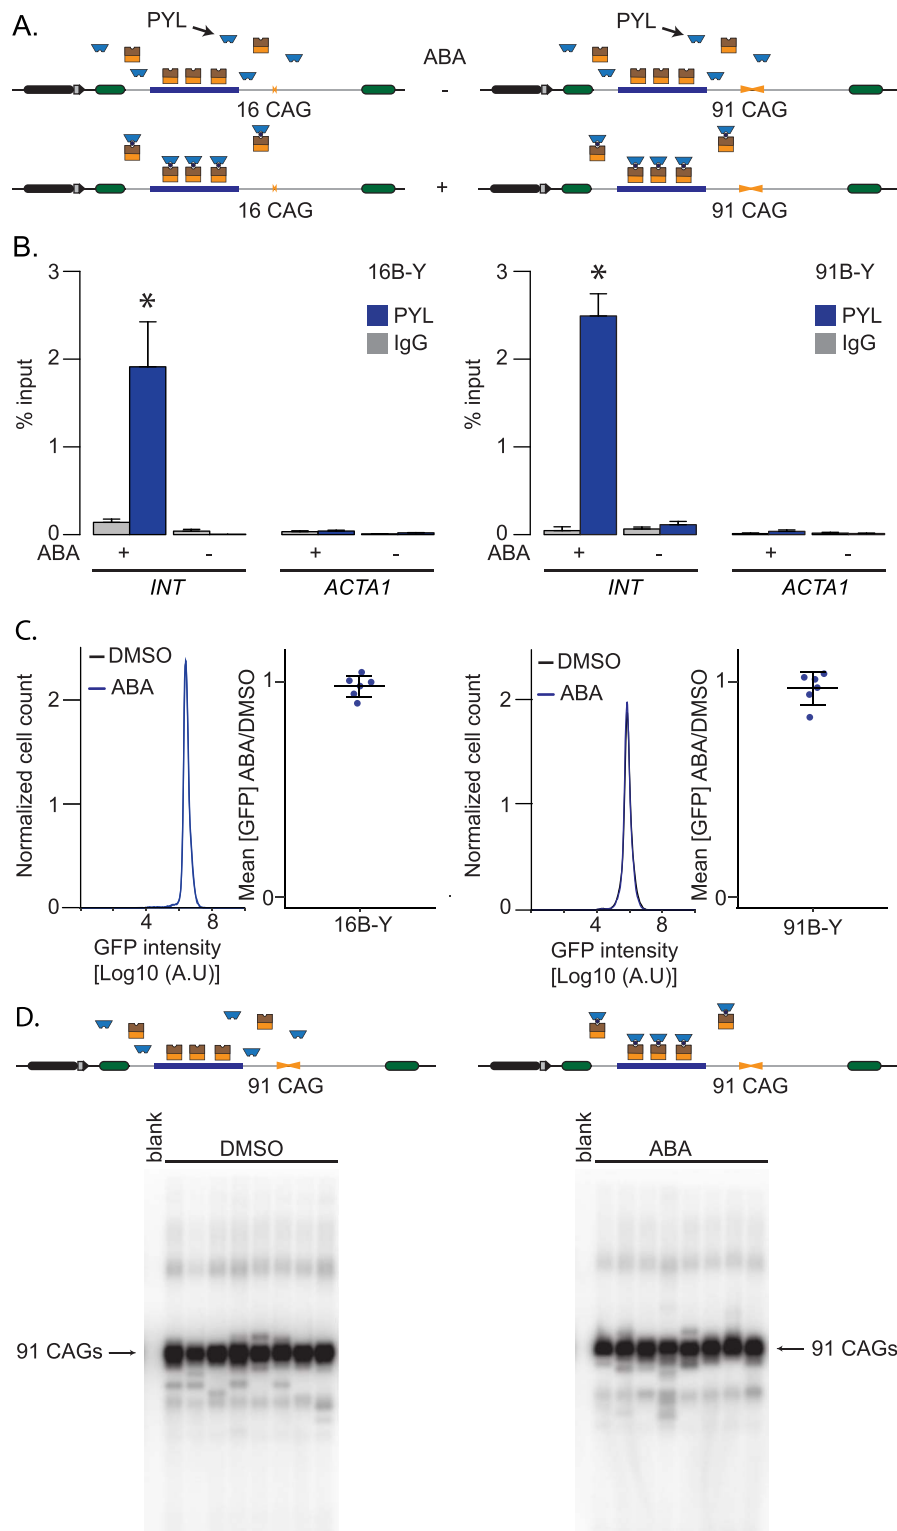 A.
PYL
PYL
ABA
-
16 CAG
91 CAG
+
16 CAG
91 CAG
B.
3
2
1
0
% input
16B-Y
PYL
IgG
*
ABA
+
-
+
-
INT
ACTA1
3
2
1
0
% input
91B-Y
PYL
IgG
*
ABA
+
-
+
-
INT
ACTA1
C.
DMSO
ABA
Normalized cell count
2
1
0
4
8
GFP intensity
[Log10 (A.U)]
Mean [GFP] ABA/DMSO
1
0
16B-Y
DMSO
ABA
Normalized cell count
2
1
0
4
8
GFP intensity
[Log10 (A.U)]
Mean [GFP] ABA/DMSO
1
0
91B-Y
D.
91 CAG
91 CAG
blank
DMSO
blank
ABA
91 CAGs
91 CAGs